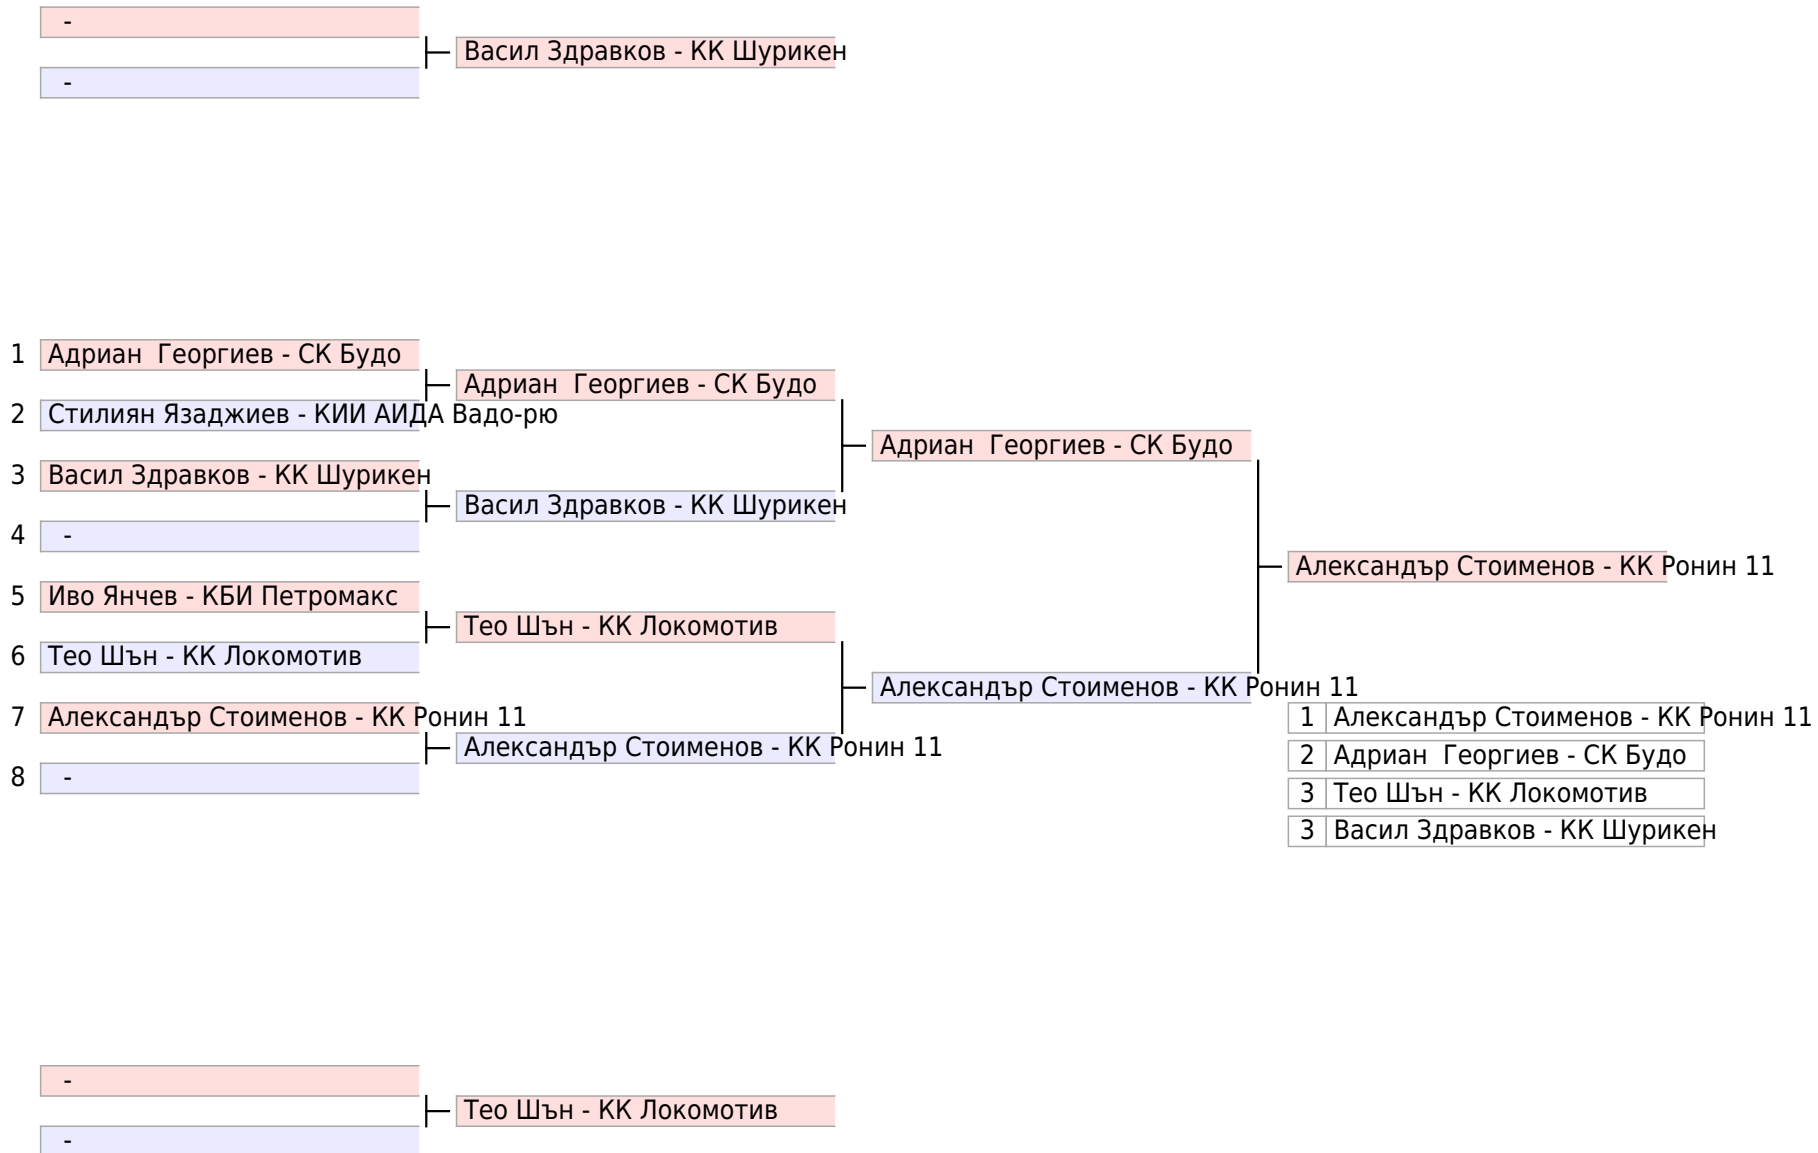 -
Васил Здравков - КК Шурикен
-
1 Адриан  Георгиев - СК Будо
Адриан  Георгиев - СК Будо
2 Стилиян Язаджиев - КИИ АИДА Вадо-рю
Адриан  Георгиев - СК Будо
3 Васил Здравков - КК Шурикен
Васил Здравков - КК Шурикен
4 -
Александър Стоименов - КК Ронин 11
5 Иво Янчев - КБИ Петромакс
Тео Шън - КК Локомотив
6 Тео Шън - КК Локомотив
Александър Стоименов - КК Ронин 11
7 Александър Стоименов - КК Ронин 11
Александър Стоименов - КК Ронин 11
8 -
1 Александър Стоименов - КК Ронин 11
2 Адриан  Георгиев - СК Будо
3 Тео Шън - КК Локомотив
3 Васил Здравков - КК Шурикен
-
Тео Шън - КК Локомотив
-